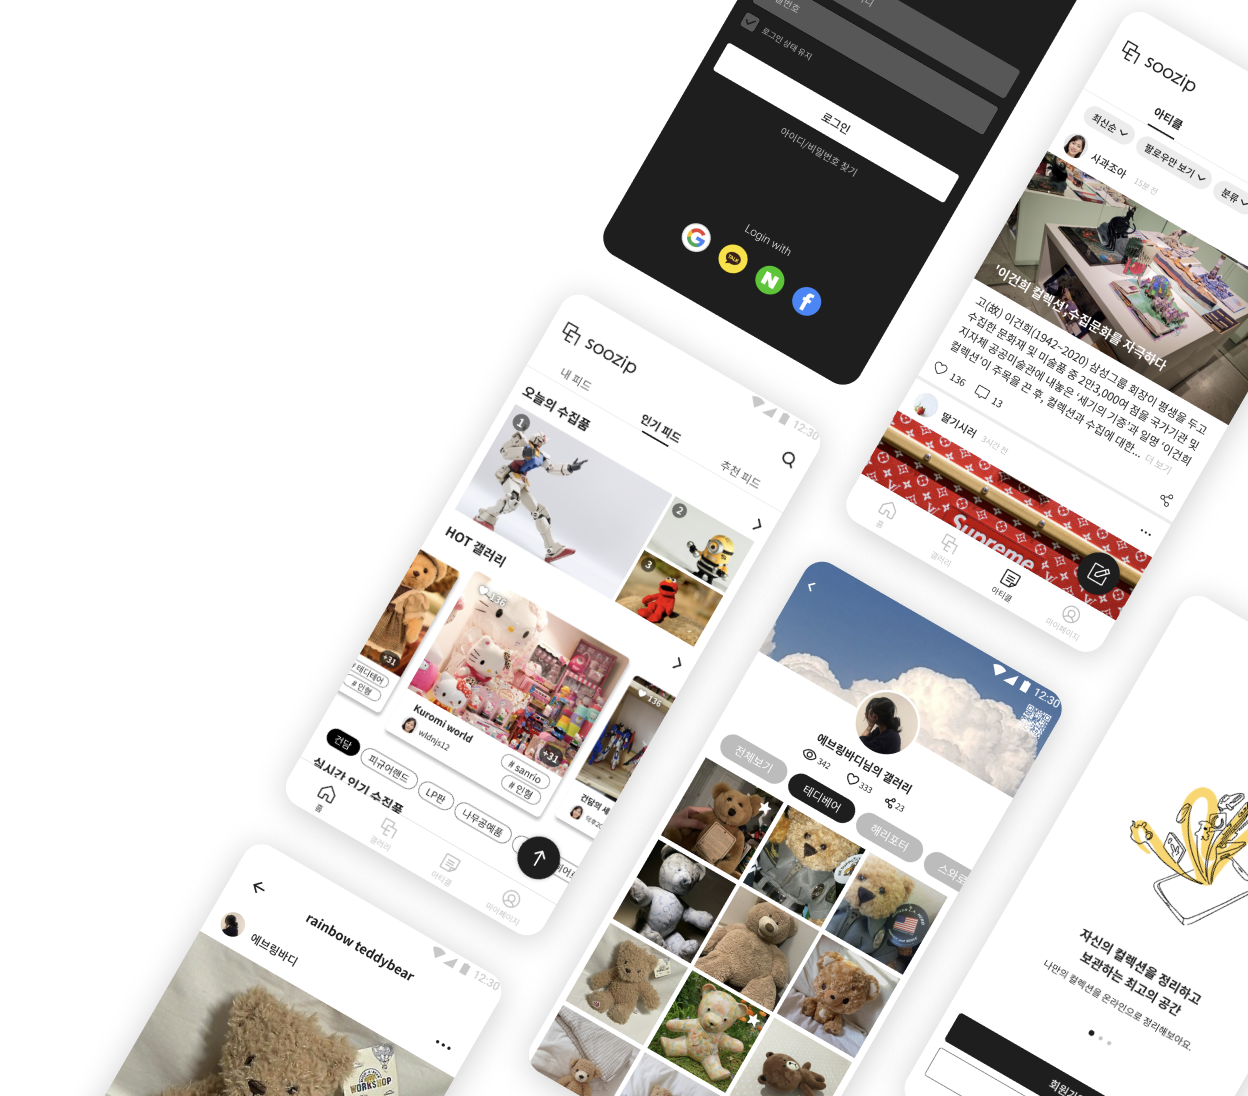 로그인 상태 유지
로그인
아이디/비밀번호 찾기
Login with
TALK
soozip
아티클
최신순
팔로우만 보기
분류
사과조아
15분 전
'이건희 컬렉션',수집문화를 자극하다
고(故) 이건희(1942~2020) 삼성그룹 회장이 평생을 두고
수집한 문화재 및 미술품 중 2만3,000여 점을 국가기관 및
지자체 공공미술관에 내놓은 '세기의 기증'과 일명 '이건희
컬렉션'이 주목을 끈 후, 컬렉션과 수집에 대한... 더 보기
136
13
딸기시러
3시간 전
Supreme
홈
갤러리
아티클
마이페이지
12:30
soozip
내 피드
인기 피드
추천 피드
오늘의 수집품
1
2
3
HOT 갤러리
+31
# 테디베어
# 인형
136
Kuromi world
wldnjs12
+31
# sanrio
# 인형
136
건담의 세
건담
피규어랜드
LP판
나무공예품
실시간 인기 수집품
홈
갤러리
아티클
마이페이지
12:30
에브링바디님의 갤러리
342
333
23
전체보기
테디베어
해리포터
스와로
12:30
rainbow teddybear
에브링바디
WORKSHOP
자신의 컬렉션을 정리하고
보관하는 최고의 공간
나만의 컬렉션을 온라인으로 정리해보아요.